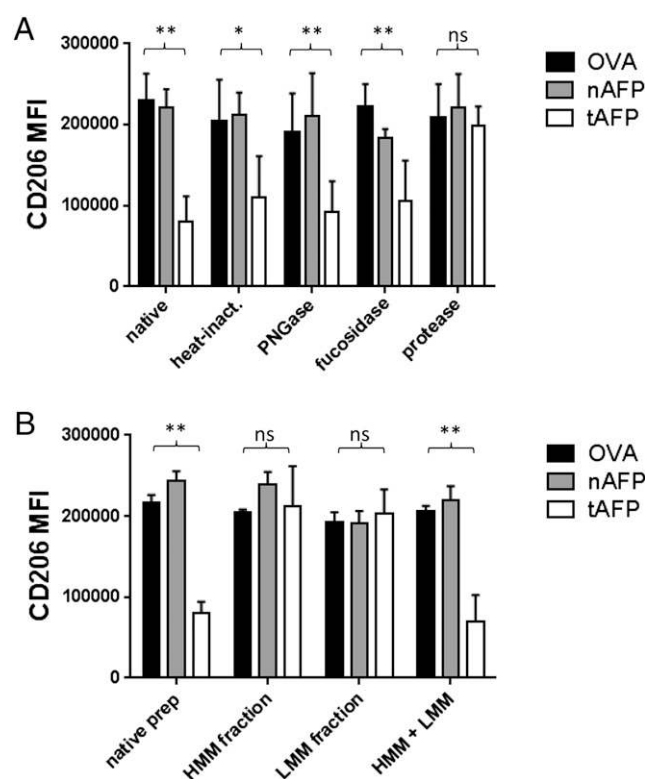 A
** * ** ** ns
300000
200000
100000
0
CD206 MFI
OVA
nAFP
tAFP
native heat-inact. PNGase fucosidase protease
B
** ns ns **
300000
200000
100000
0
CD206 MFI
OVA
nAFP
tAFP
native prep HMM fraction LMM fraction HMM + LMM